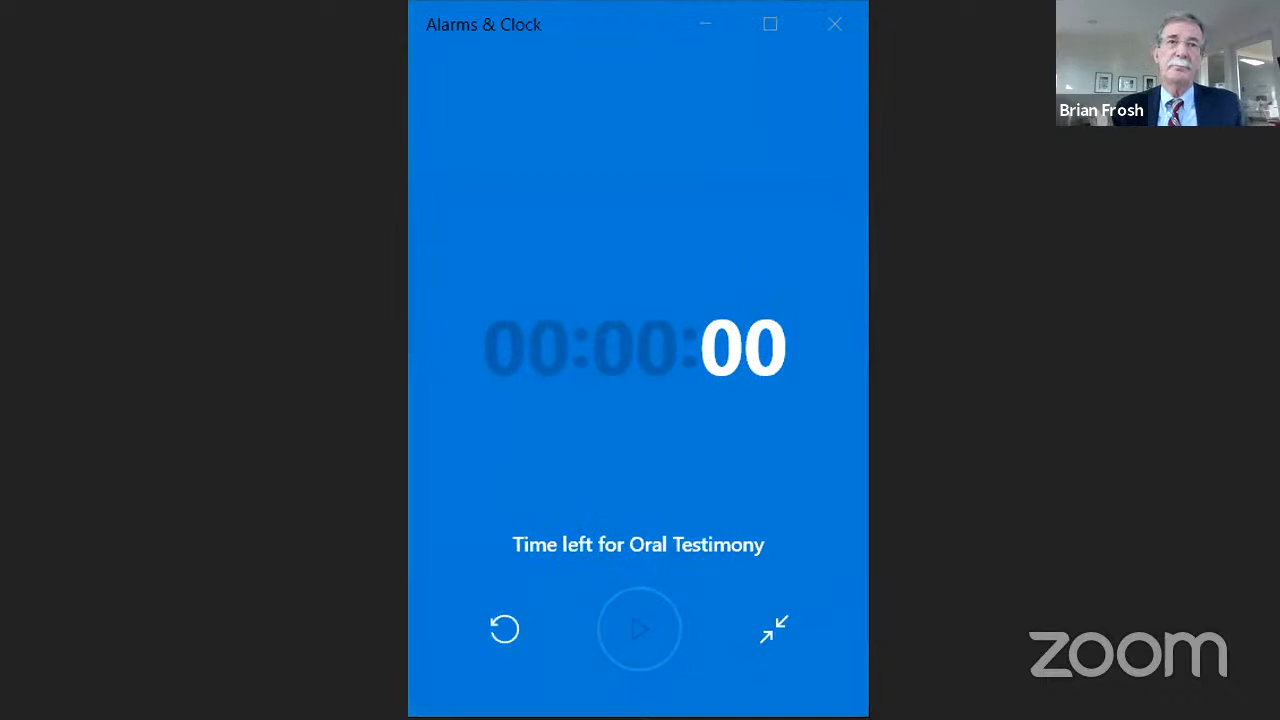 Alarms & Clock
Brian Frosh
00:00:00
Time left for Oral Testimony
zoom